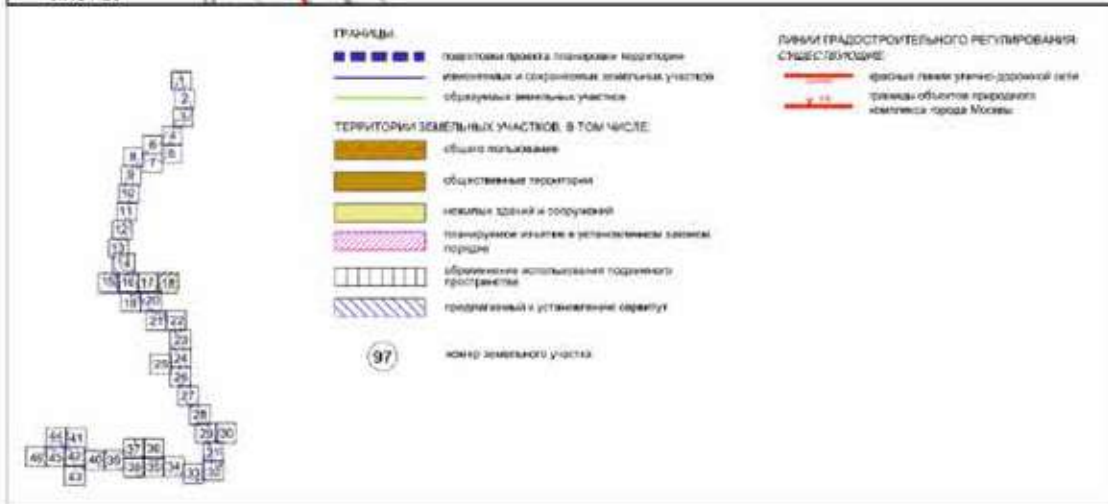 ГРАНИЦЫ
подготовки проекта планировки территории
изменяемых и сохраняемых земельных участков
образуемых земельных участков
ТЕРРИТОРИИ ЗЕМЕЛЬНЫХ УЧАСТКОВ, В ТОМ ЧИСЛЕ:
общего пользования
общественные территории
нежилых зданий и сооружений
планируемое изъятие в установленном законом
порядке
обременение использования подземного
пространства
предлагаемый к установлению сервитут
97 номер земельного участка
ЛИНИИ ГРАДОСТРОИТЕЛЬНОГО РЕГУЛИРОВАНИЯ
СУЩЕСТВУЮЩИЕ:
красные линии улично-дорожной сети
границы объектов природного
комплекса города Москвы
1
2
3
4
6 5
8 7
9
10
11
12
13
14
15 16 17 18
19 20
21 22
23
25 24
26
27
28
29 30
44 41 37 36 31
45 42 40 39 38 35 34 33 32
43